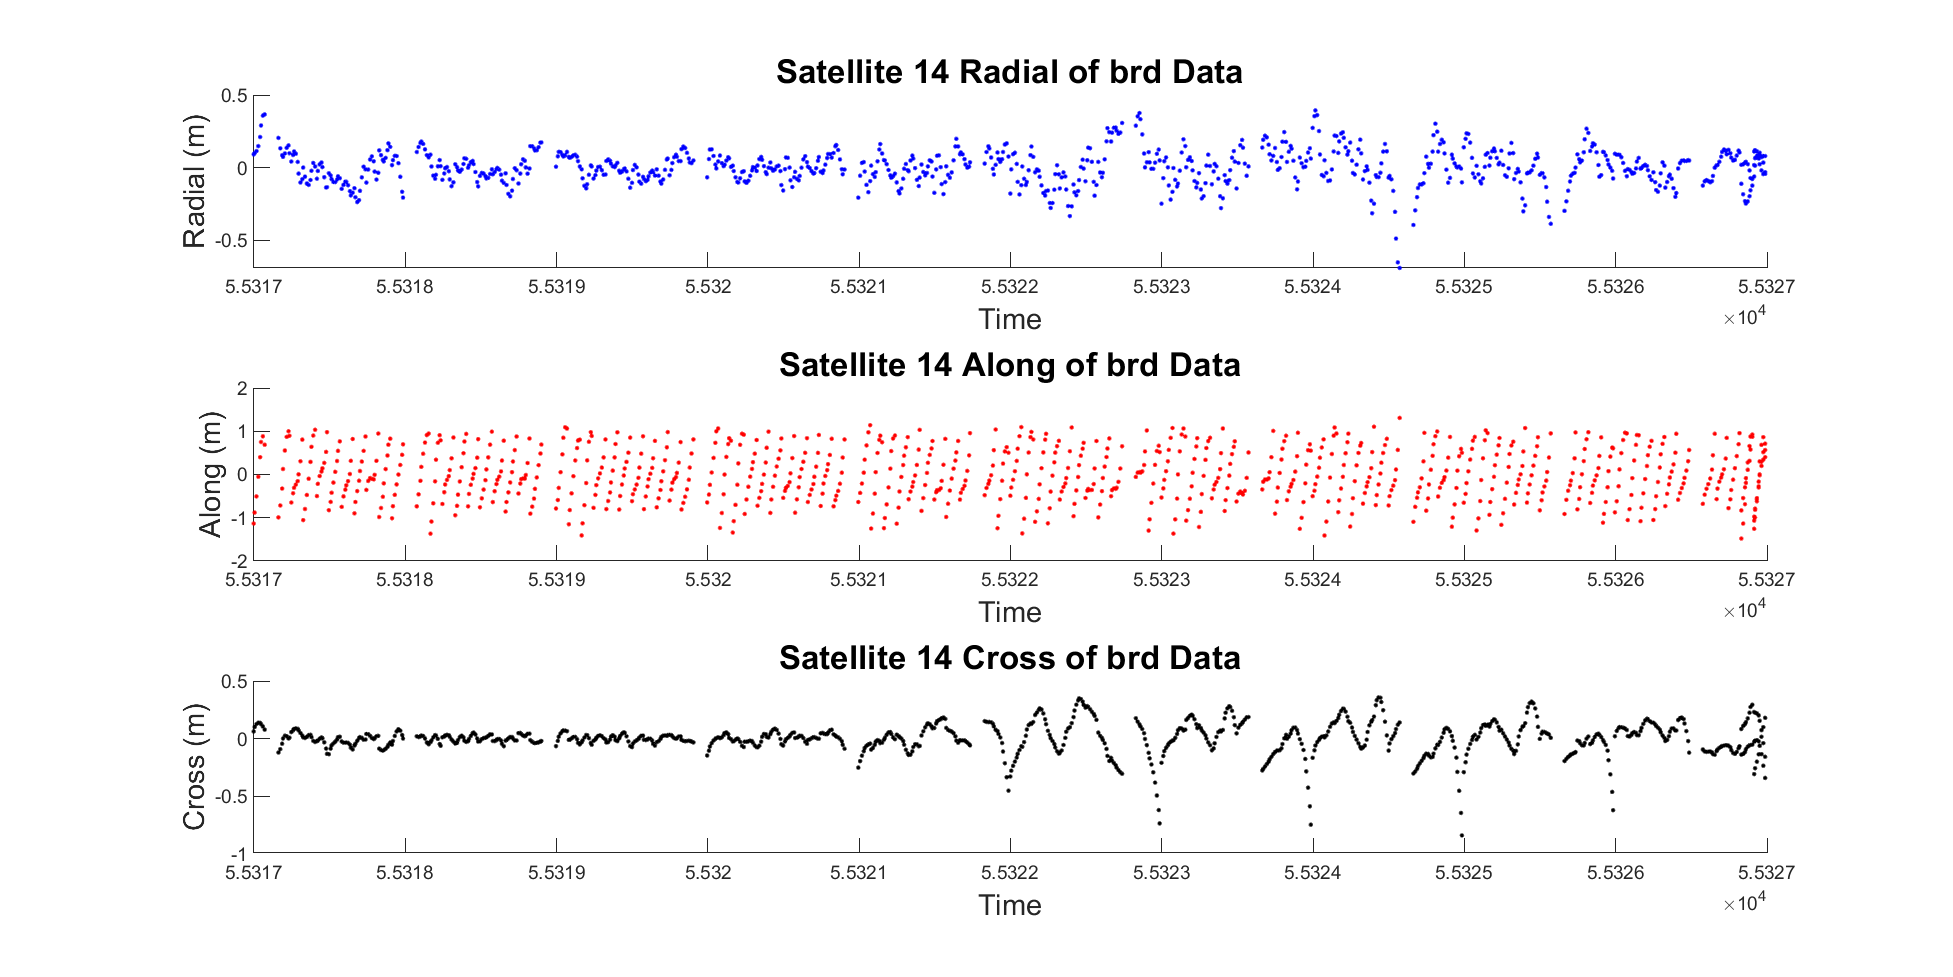 Satellite 14 Radial of brd Data
0.5
0
-0.5
Radial (m)
5.5317 5.5318 5.5319 5.532 5.5321 5.5322 5.5323 5.5324 5.5325 5.5326 5.5327
Time
×10^4
Satellite 14 Along of brd Data
2
1
0
-1
-2
Along (m)
5.5317 5.5318 5.5319 5.532 5.5321 5.5322 5.5323 5.5324 5.5325 5.5326 5.5327
Time
×10^4
Satellite 14 Cross of brd Data
0.5
0
-0.5
-1
Cross (m)
5.5317 5.5318 5.5319 5.532 5.5321 5.5322 5.5323 5.5324 5.5325 5.5326 5.5327
Time
×10^4